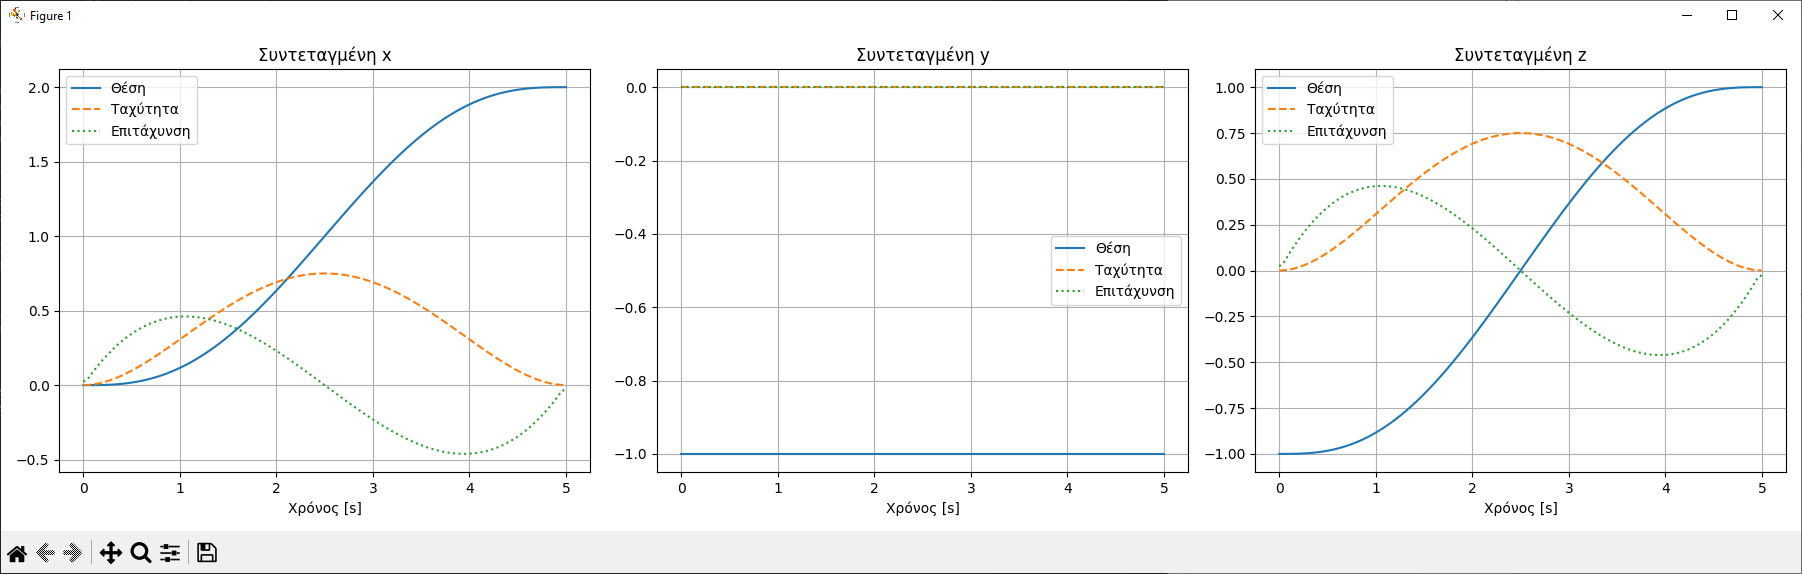 Figure 1
Συντεταγμένη x
Θέση
Ταχύτητα
Επιτάχυνση
2.0
1.5
1.0
0.5
0.0
−0.5
0 1 2 3 4 5
Χρόνος [s]
Συντεταγμένη y
0.0
−0.2
−0.4
−0.6
−0.8
−1.0
Θέση
Ταχύτητα
Επιτάχυνση
0 1 2 3 4 5
Χρόνος [s]
Συντεταγμένη z
Θέση
Ταχύτητα
Επιτάχυνση
1.00
0.75
0.50
0.25
0.00
−0.25
−0.50
−0.75
−1.00
0 1 2 3 4 5
Χρόνος [s]